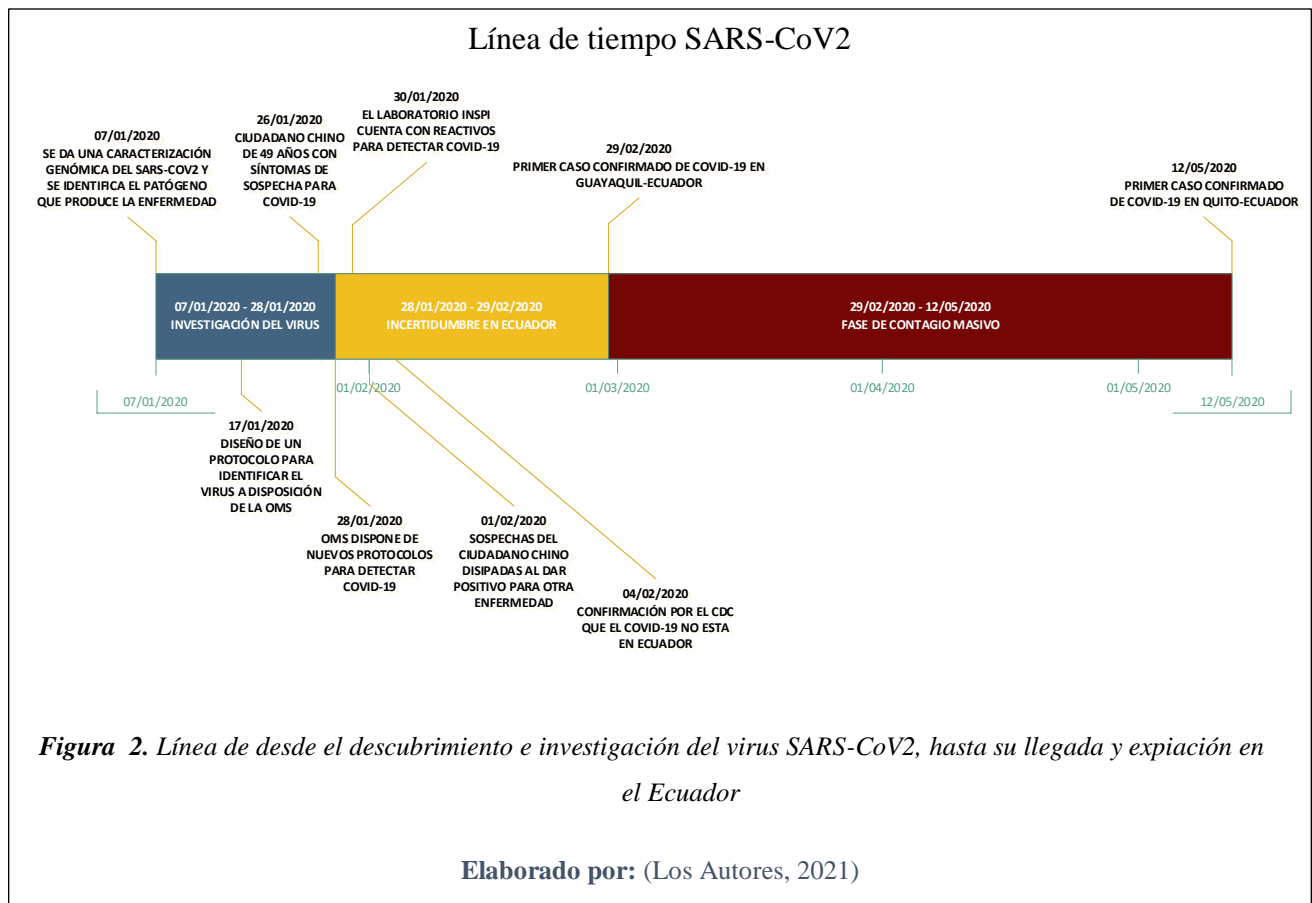 Línea de tiempo SARS-CoV2
07/01/2020
SE DA UNA CARACTERIZACIÓN
GENÓMICA DEL SARS-COV2 Y
SE IDENTIFICA EL PATÓGENO
QUE PRODUCE LA ENFERMEDAD
26/01/2020
CIUDADANO CHINO
DE 49 AÑOS CON
SÍNTOMAS DE
SOSPECHA PARA
COVID-19
30/01/2020
EL LABORATORIO INSPI
CUENTA CON REACTIVOS
PARA DETECTAR COVID-19
29/02/2020
PRIMER CASO CONFIRMADO DE COVID-19 EN
GUAYAQUIL-ECUADOR
12/05/2020
PRIMER CASO CONFIRMADO
DE COVID-19 EN QUITO-ECUADOR
07/01/2020 - 28/01/2020
INVESTIGACIÓN DEL VIRUS
28/01/2020 - 29/02/2020
INCERTIDUMBRE EN ECUADOR
29/02/2020 - 12/05/2020
FASE DE CONTAGIO MASIVO
07/01/2020
01/02/2020
01/03/2020
01/04/2020
01/05/2020
12/05/2020
17/01/2020
DISEÑO DE UN
PROTOCOLO PARA
IDENTIFICAR EL
VIRUS A DISPOSICIÓN
DE LA OMS
28/01/2020
OMS DISPONE DE
NUEVOS PROTOCOLOS
PARA DETECTAR
COVID-19
01/02/2020
SOSPECHAS DEL
CIUDADANO CHINO
DISIPADAS AL DAR
POSITIVO PARA OTRA
ENFERMEDAD
04/02/2020
CONFIRMACIÓN POR EL CDC
QUE EL COVID-19 NO ESTA
EN ECUADOR
Figura 2. Línea de desde el descubrimiento e investigación del virus SARS-CoV2, hasta su llegada y expiación en
el Ecuador
Elaborado por: (Los Autores, 2021)